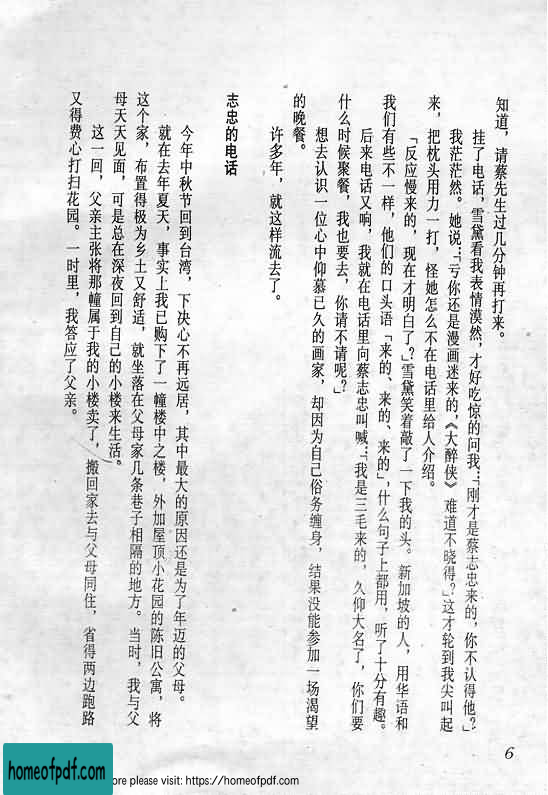 知道，请蔡先生过几分钟再打来。
挂了电话，雪黛看我表情漠然，才好吃惊的问我：「刚才是蔡志忠来的，你不认得他？」
我茫茫然。她说：「亏你还是漫画迷来的，《大醉侠》难道不晓得？」这才轮到我尖叫起
来，把枕头用力一打，怪她怎么不在电话里给人介绍。
「反应慢来的，现在才明白了？」雪黛笑着敲了一下我的头。新加坡的人，用华语和
我们有些不一样，他们的口头语「来的、来的、来的」，什么句子上都用，听了十分有趣。
后来电话又响，我就在电话里向蔡志忠叫喊：「我是三毛来的，久仰大名了，你们要
什么时候聚餐，我也要去，你请不请呢？」
想去认识一位心中仰慕已久的画家，却因为自己俗务缠身，结果没能参加一场渴望
的晚餐。
许多年，就这样流去了。
志忠的电话
今年中秋节回到台湾，下决心不再远居，其中最大的原因还是为了年迈的父母。
就在去年夏天，事实上我已购下了一幢楼中之楼，外加屋顶小花园的陈旧公寓，将
这个家，布置得极为乡土又舒适，就坐落在父母家几条巷子相隔的地方。当时，我与父
母天天见面，可是总在深夜回到自己的小楼来生活。
这一回，父亲主张将那幢属于我的小楼卖了，搬回家去与父母同住，省得两边跑路
又得费心打扫花园。一时里，我答应了父亲。
6
homeofpdf.com
ore please visit: https://homeofpdf.com